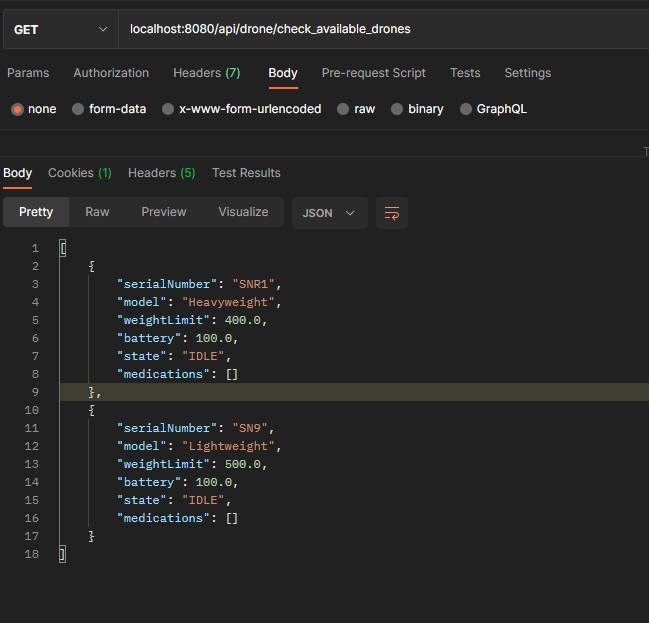 GET localhost:8080/api/drone/check_available_drones
Params Authorization Headers (7) Body Pre-request Script Tests Settings
none form-data x-www-form-urlencoded raw binary GraphQL
Body Cookies (1) Headers (5) Test Results
Pretty Raw Preview Visualize JSON
1 [
2 {
3 "serialNumber": "SNR1",
4 "model": "Heavyweight",
5 "weightLimit": 400.0,
6 "battery": 100.0,
7 "state": "IDLE",
8 "medications": []
9 },
10 {
11 "serialNumber": "SN9",
12 "model": "Lightweight",
13 "weightLimit": 500.0,
14 "battery": 100.0,
15 "state": "IDLE",
16 "medications": []
17 }
18 ]